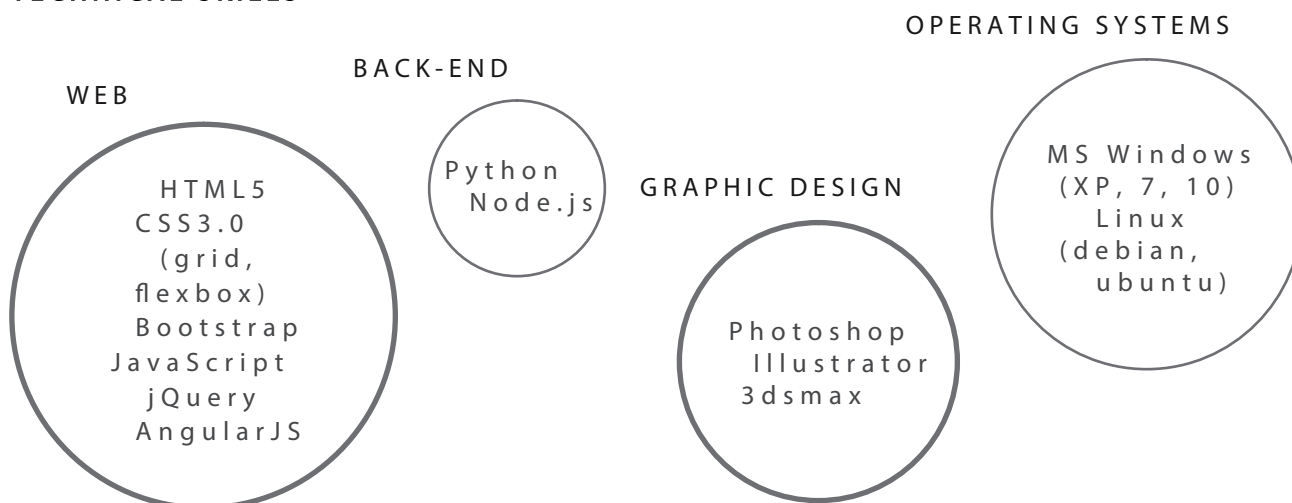 WEB
HTML5
CSS3.0
(grid,
flexbox)
Bootstrap
JavaScript
jQuery
AngularJS
BACK-END
Python
Node.js
GRAPHIC DESIGN
Photoshop
Illustrator
3dsmax
OPERATING SYSTEMS
MS Windows
(XP, 7, 10)
Linux
(debian,
ubuntu)